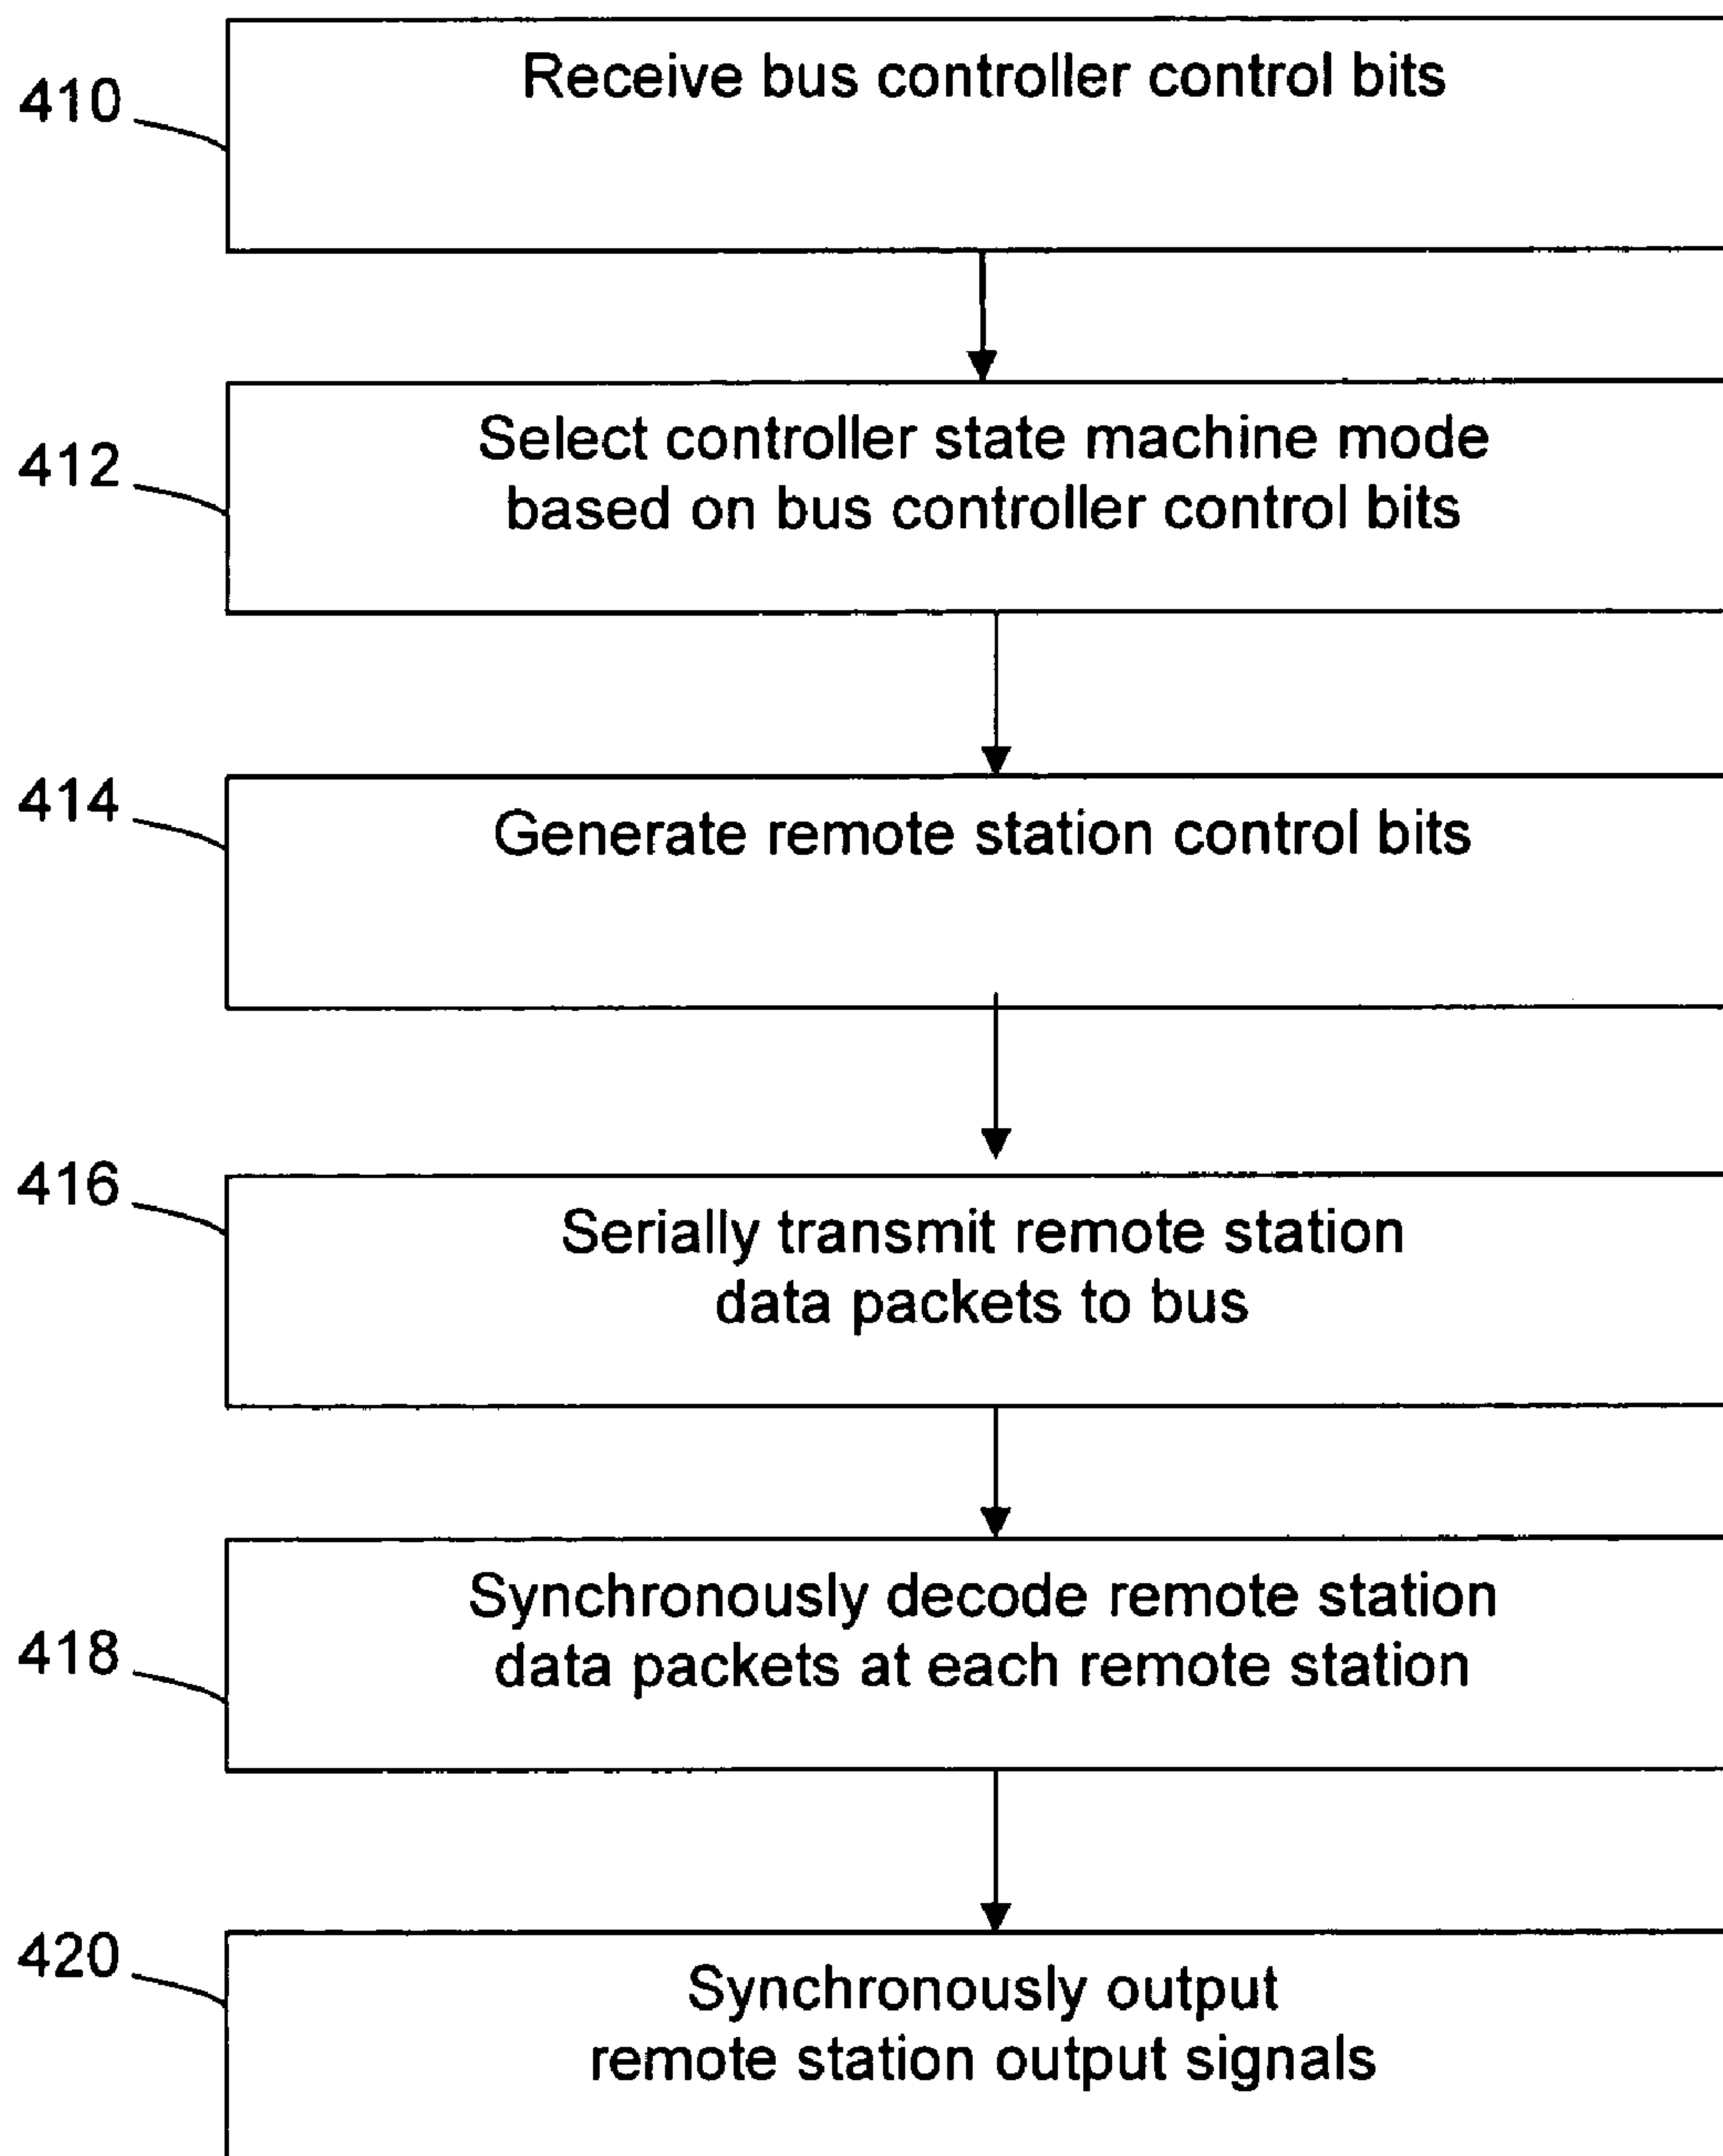 410
Receive bus controller control bits
412
Select controller state machine mode
based on bus controller control bits
414
Generate remote station control bits
416
Serially transmit remote station
data packets to bus
418
Synchronously decode remote station
data packets at each remote station
420
Synchronously output
remote station output signals